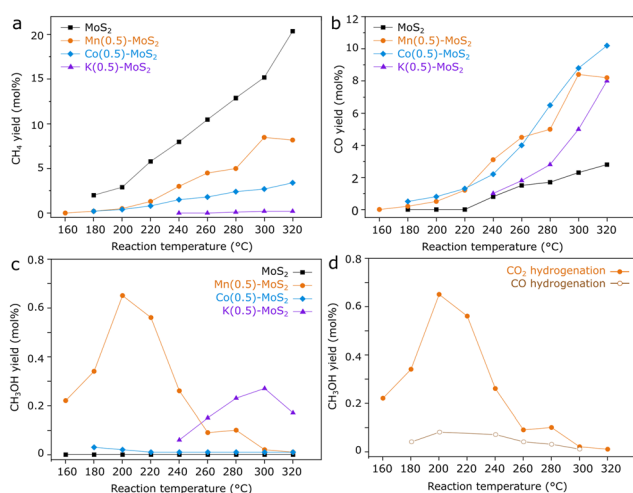 a
MoS₂
Mn(0.5)-MoS₂
Co(0.5)-MoS₂
K(0.5)-MoS₂
CH₄ yield (mol%)
20
15
10
5
0
160 180 200 220 240 260 280 300 320
Reaction temperature (°C)
b
MoS₂
Mn(0.5)-MoS₂
Co(0.5)-MoS₂
K(0.5)-MoS₂
CO yield (mol%)
12
10
8
6
4
2
0
160 180 200 220 240 260 280 300 320
Reaction temperature (°C)
c
MoS₂
Mn(0.5)-MoS₂
Co(0.5)-MoS₂
K(0.5)-MoS₂
CH₃OH yield (mol%)
0.8
0.6
0.4
0.2
0
160 180 200 220 240 260 280 300 320
Reaction temperature (°C)
d
CO₂ hydrogenation
CO hydrogenation
CH₃OH yield (mol%)
0.8
0.6
0.4
0.2
0
160 180 200 220 240 260 280 300 320
Reaction temperature (°C)